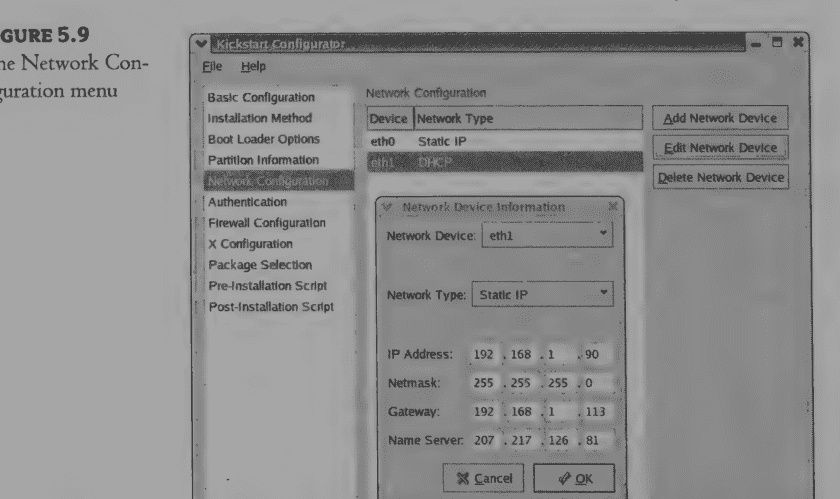 GURE 5.9
he Network Con-
guration menu
Kickstart Configurator
File Help
Basic Configuration
Installation Method
Boot Loader Options
Partition Information
Network Configuration
Authentication
Firewall Configuration
X Configuration
Package Selection
Pre-Installation Script
Post-Installation Script
Network Configuration
Device Network Type
eth0 Static IP
eth1 DHCP
Add Network Device
Edit Network Device
Delete Network Device
Network Device Information
Network Device: eth1
Network Type: Static IP
IP Address: 192 . 168 . 1 . 90
Netmask: 255 . 255 . 255 . 0
Gateway: 192 . 168 . 1 . 113
Name Server: 207 . 217 . 126 . 81
Cancel OK